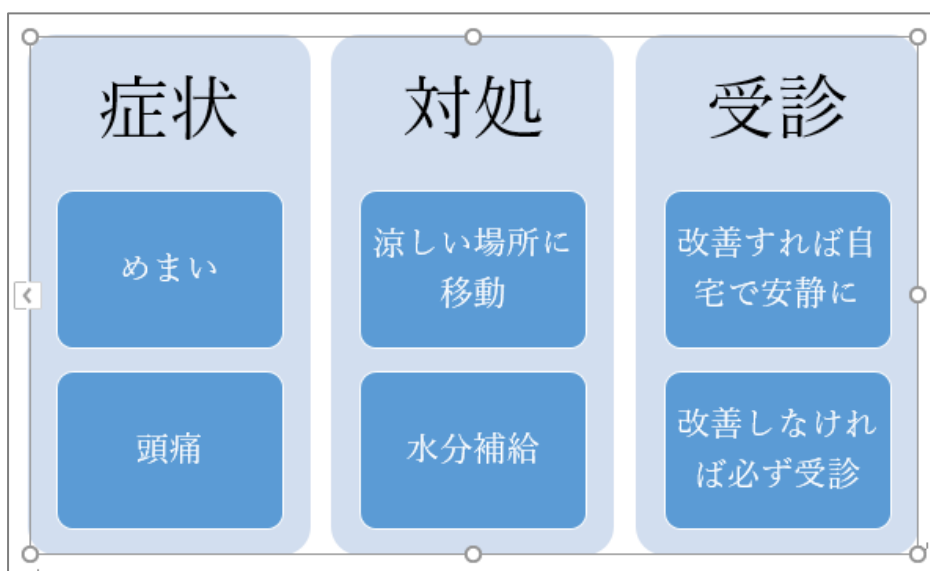 症状
めまい
頭痛
対処
涼しい場所に
移動
水分補給
受診
改善すれば自
宅で安静に
改善しなけれ
ば必ず受診